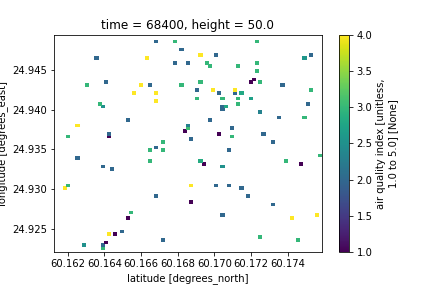 time = 68400, height = 50.0
24.945
24.940
24.935
24.930
24.925
longitude [degrees_east]
60.162 60.164 60.166 60.168 60.170 60.172 60.174
latitude [degrees_north]
4.0
3.5
3.0
2.5
2.0
1.5
1.0
air quality index [unitless,
1.0 to 5.0] [None]